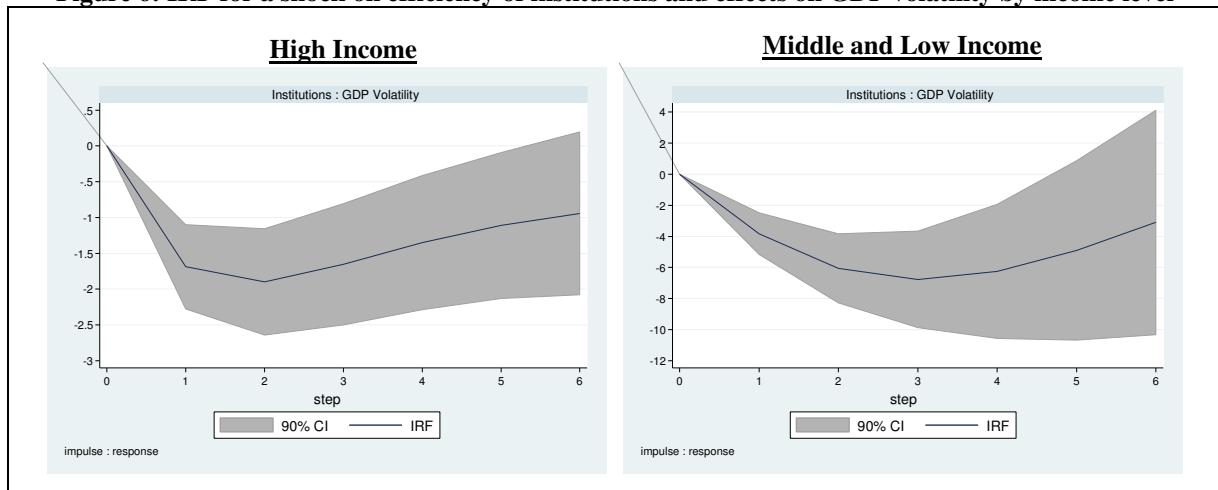 Figure 6: IRF for a shock on efficiency of institutions and effects on GDP Volatility by income level
High Income
Institutions : GDP Volatility
.5
0
-.5
-1
-1.5
-2
-2.5
-3
0 1 2 3 4 5 6
step
90% CI IRF
impulse : response
Middle and Low Income
Institutions : GDP Volatility
4
2
0
-2
-4
-6
-8
-10
-12
0 1 2 3 4 5 6
step
90% CI IRF
impulse : response